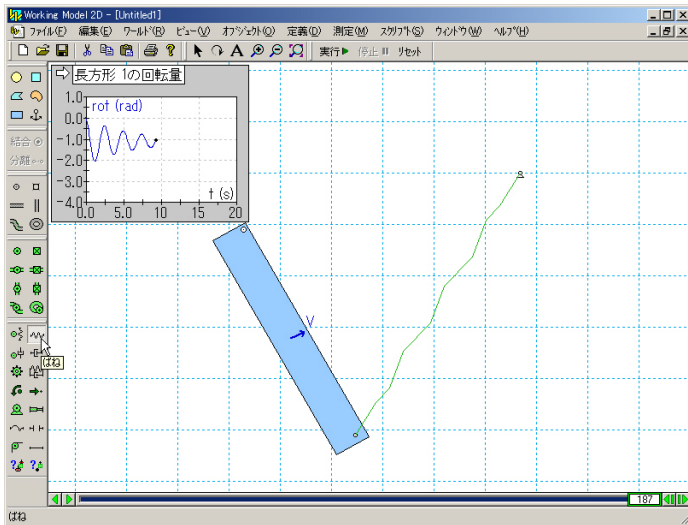 Working Model 2D - [Untitled1]
ファイル(F) 編集(E) ワールド(R) ビュー(V) オブジェクト(O) 定義(D) 測定(M) スクリプト(S) ウィンドウ(W) ヘルプ(H)
A 実行 停止 リセット
長方形 1の回転量
rot (rad)
1.0
0.0
-1.0
-2.0
-3.0
-4.0
t (s)
0.0 5.0 10 15 20
結合
分離
V
ばね
187
ばね